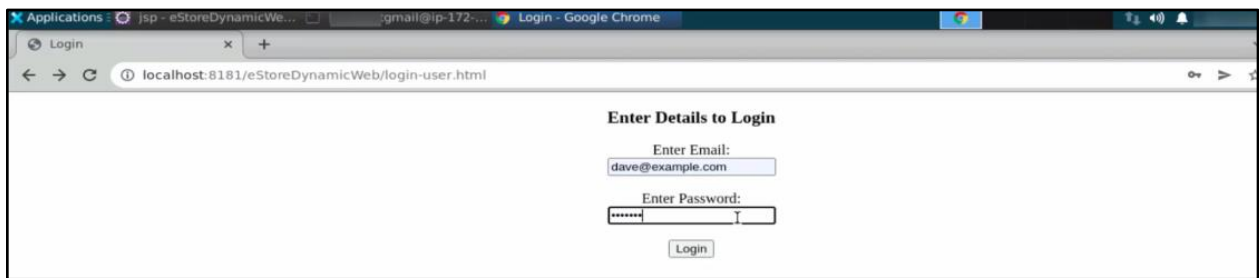 Applications : jsp - eStoreDynamicWe... :gmail@ip-172-... Login - Google Chrome
Login
localhost:8181/eStoreDynamicWeb/login-user.html
Enter Details to Login
Enter Email:
dave@example.com
Enter Password:
•••••••
Login